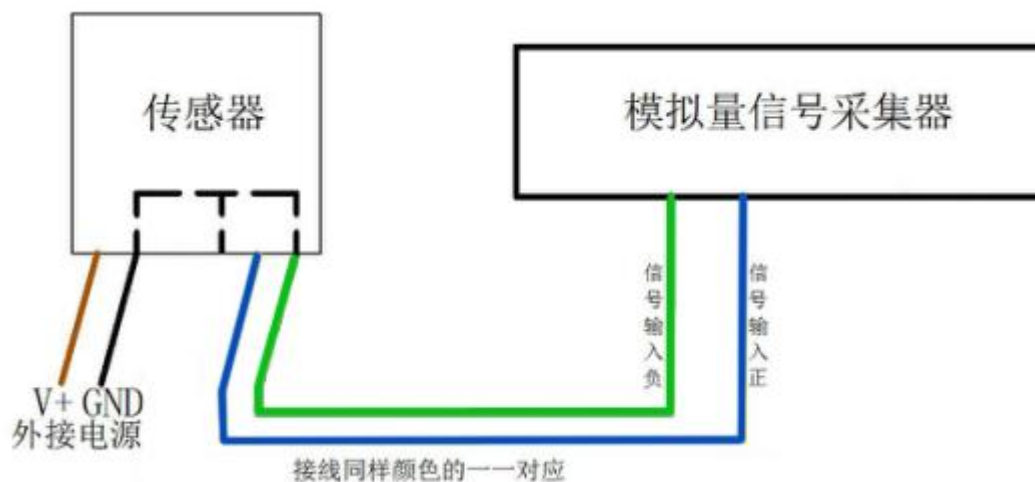 传感器
模拟量信号采集器
信号输入负
信号输入正
V+ GND
外接电源
接线同样颜色的一一对应